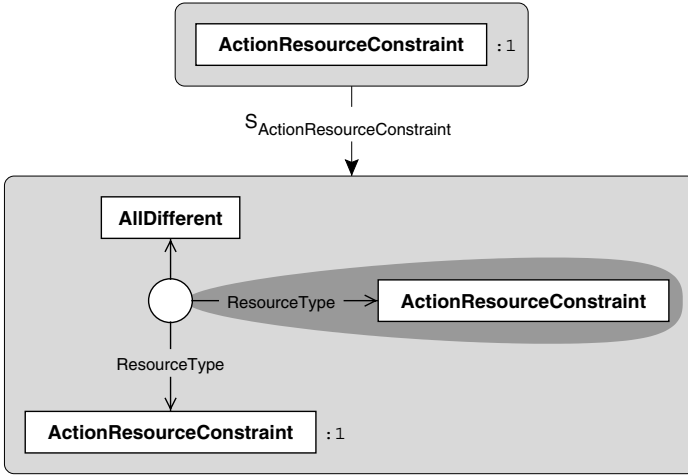 ActionResourceConstraint :1
SActionResourceConstraint
AllDifferent
ResourceType ActionResourceConstraint
ResourceType
ActionResourceConstraint :1